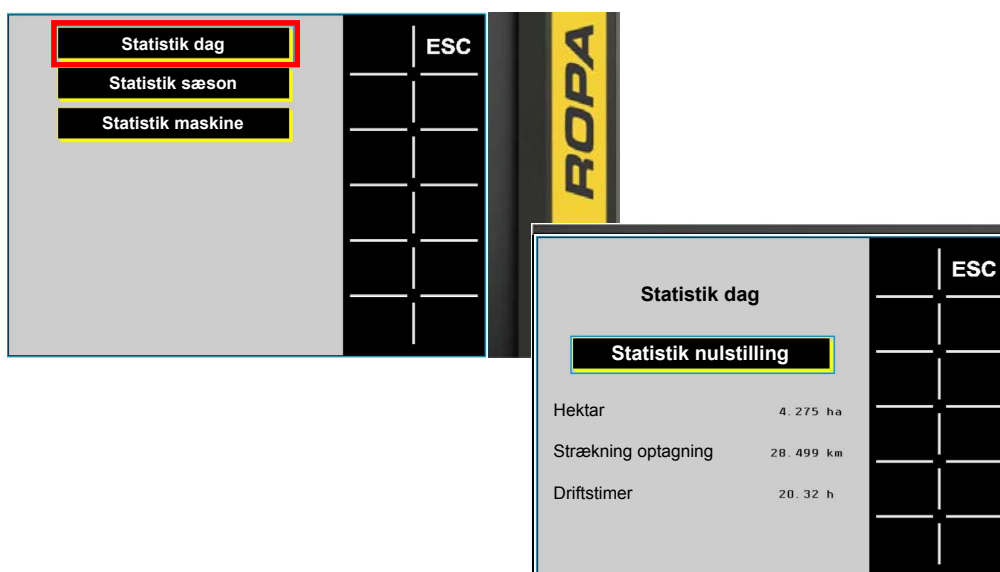 Statistik dag
ESC
Statistik sæson
Statistik maskine
ROPA
ESC
Statistik dag
Statistik nulstilling
Hektar 4.275 ha
Strækning optagning 28.499 km
Driftstimer 20.32 h